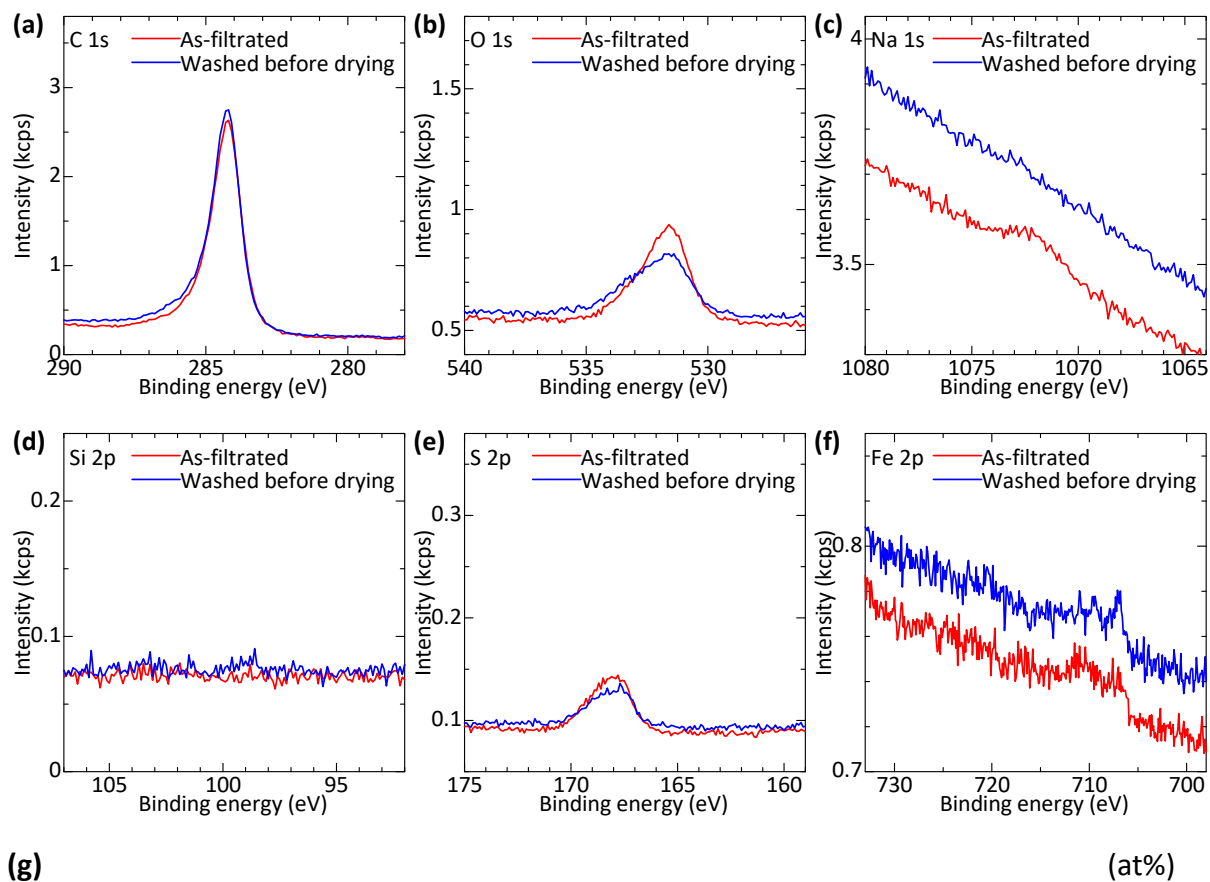 (a)
C 1s
As-filtrated
Washed before drying
Intensity (kcps)
3
2
1
0
290
285
280
Binding energy (eV)
(b)
O 1s
As-filtrated
Washed before drying
Intensity (kcps)
1.5
1
0.5
540
535
530
Binding energy (eV)
(c)
Na 1s
As-filtrated
Washed before drying
Intensity (kcps)
4
3.5
1080
1075
1070
1065
Binding energy (eV)
(d)
Si 2p
As-filtrated
Washed before drying
Intensity (kcps)
0.2
0.1
0
105
100
95
Binding energy (eV)
(e)
S 2p
As-filtrated
Washed before drying
Intensity (kcps)
0.3
0.2
0.1
175
170
165
160
Binding energy (eV)
(f)
Fe 2p
As-filtrated
Washed before drying
Intensity (kcps)
0.8
0.7
730
720
710
700
Binding energy (eV)
(g)
(at%)